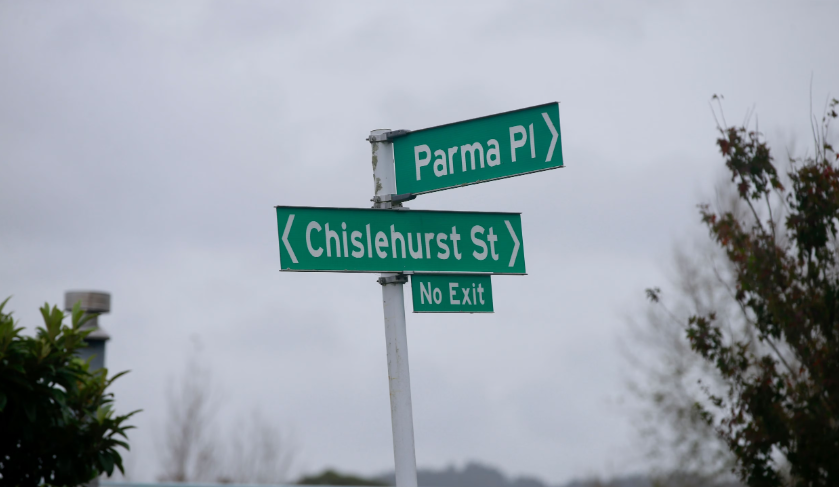 Parma Pl
Chislehurst St
No Exit